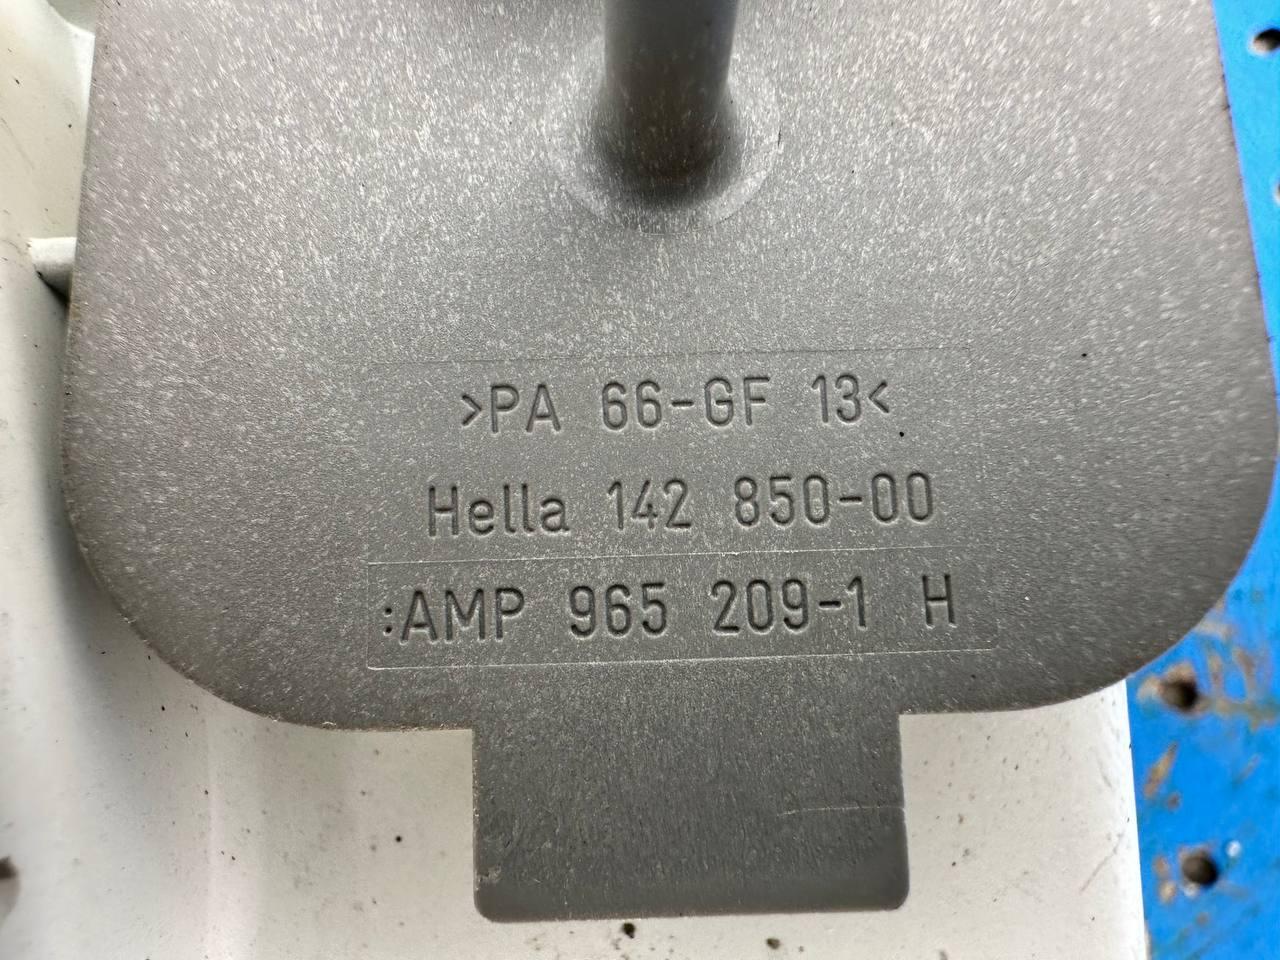 >PA 66-GF 13<
Hella 142 850-00
:AMP 965 209-1 H